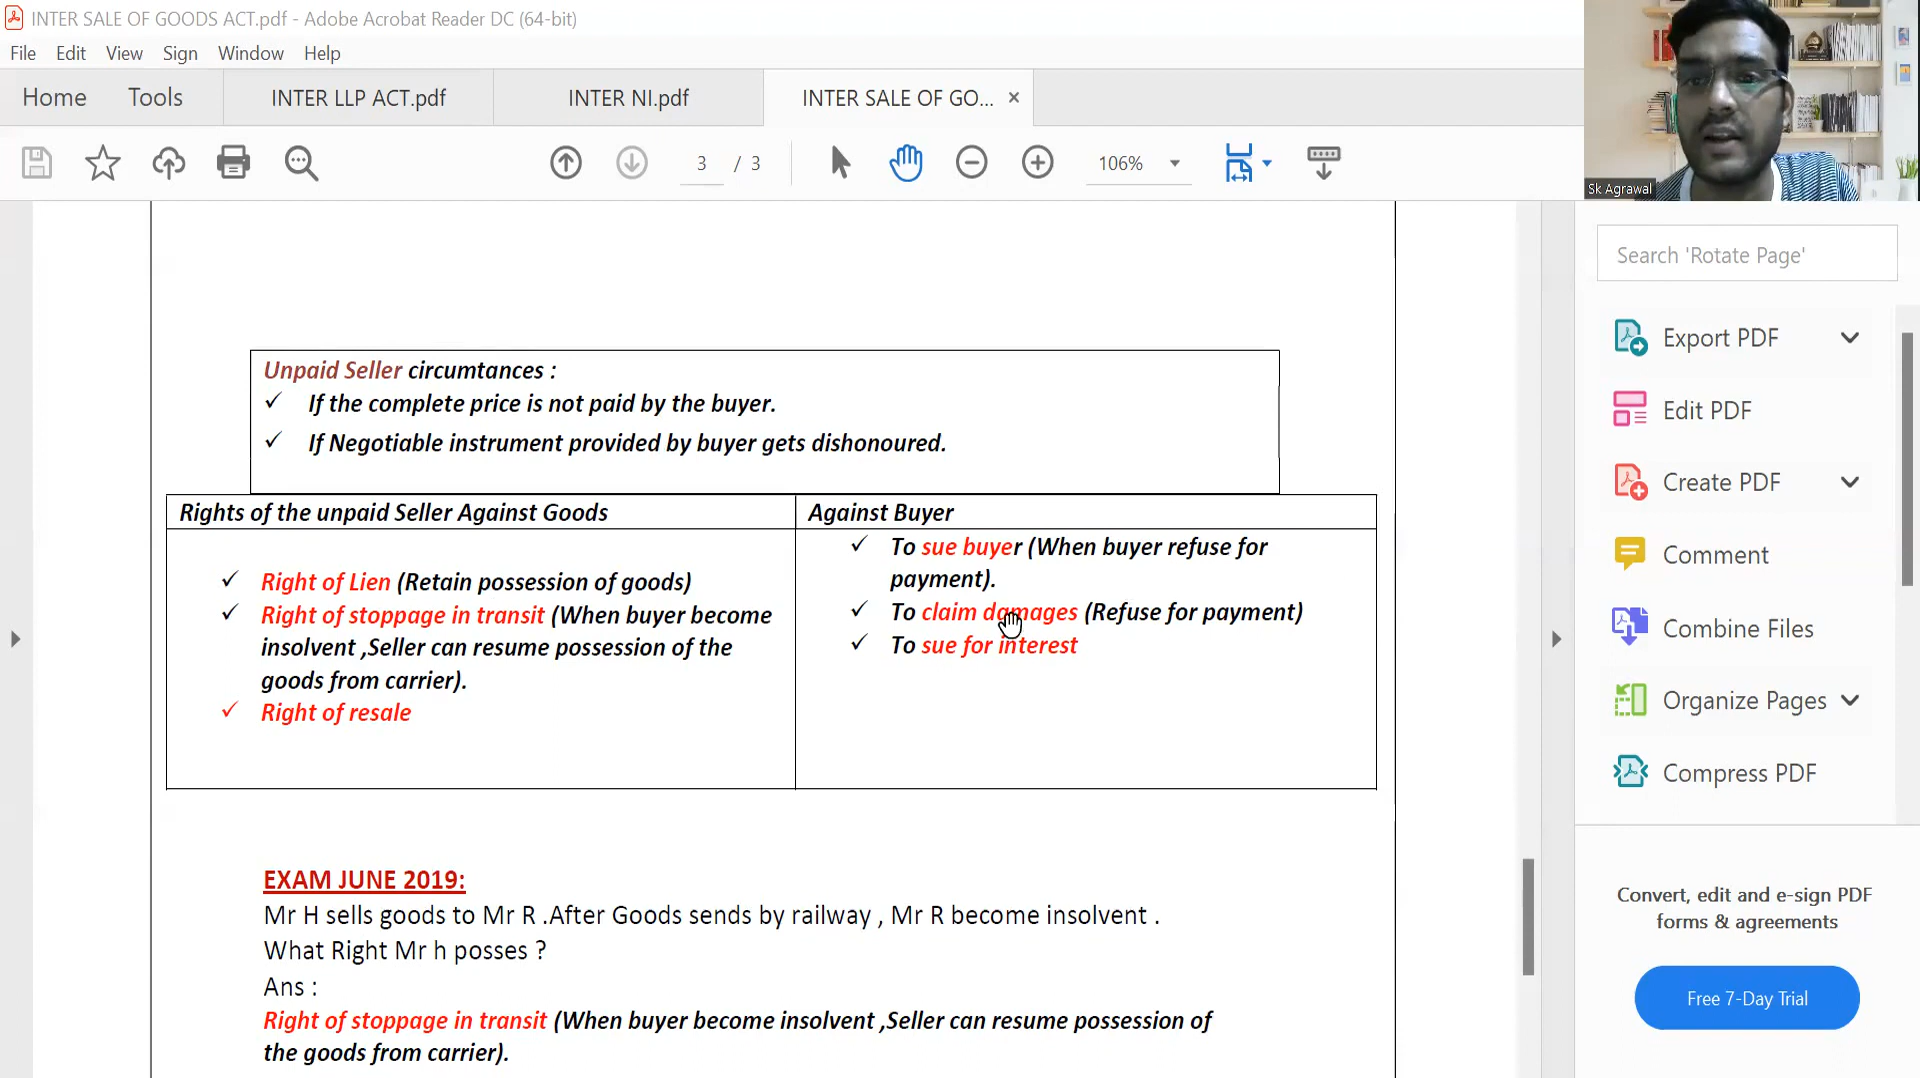 INTER SALE OF GOODS ACT.pdf - Adobe Acrobat Reader DC (64-bit)
File Edit View Sign Window Help
Home Tools INTER LLP ACT.pdf INTER NI.pdf INTER SALE OF GO... ×
3 / 3 106%
Sk Agrawal
Search 'Rotate Page'
Export PDF
Edit PDF
Create PDF
Comment
Combine Files
Organize Pages
Compress PDF
Convert, edit and e-sign PDF
forms & agreements
Free 7-Day Trial
Unpaid Seller circumtances :
✓ If the complete price is not paid by the buyer.
✓ If Negotiable instrument provided by buyer gets dishonoured.
Rights of the unpaid Seller Against Goods
✓ Right of Lien (Retain possession of goods)
✓ Right of stoppage in transit (When buyer become
insolvent ,Seller can resume possession of the
goods from carrier).
✓ Right of resale
Against Buyer
✓ To sue buyer (When buyer refuse for
payment).
✓ To claim damages (Refuse for payment)
✓ To sue for interest
EXAM JUNE 2019:
Mr H sells goods to Mr R .After Goods sends by railway , Mr R become insolvent .
What Right Mr h posses ?
Ans :
Right of stoppage in transit (When buyer become insolvent ,Seller can resume possession of
the goods from carrier).